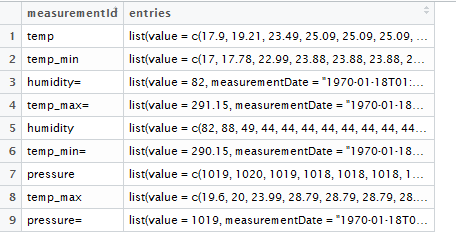 measurementId entries
1 temp list(value = c(17.9, 19.21, 23.49, 25.09, 25.09, 25.09, ...
2 temp_min list(value = c(17, 17.78, 22.99, 23.88, 23.88, 23.88, 2...
3 humidity= list(value = 82, measurementDate = "1970-01-18T01:...
4 temp_max= list(value = 291.15, measurementDate = "1970-01-18...
5 humidity list(value = c(82, 88, 49, 44, 44, 44, 44, 44, 44, 44...
6 temp_min= list(value = 290.15, measurementDate = "1970-01-18...
7 pressure list(value = c(1019, 1020, 1019, 1018, 1018, 1018, 1...
8 temp_max list(value = c(19.6, 20, 23.99, 28.79, 28.79, 28.79, 28...
9 pressure= list(value = 1019, measurementDate = "1970-01-18T0...